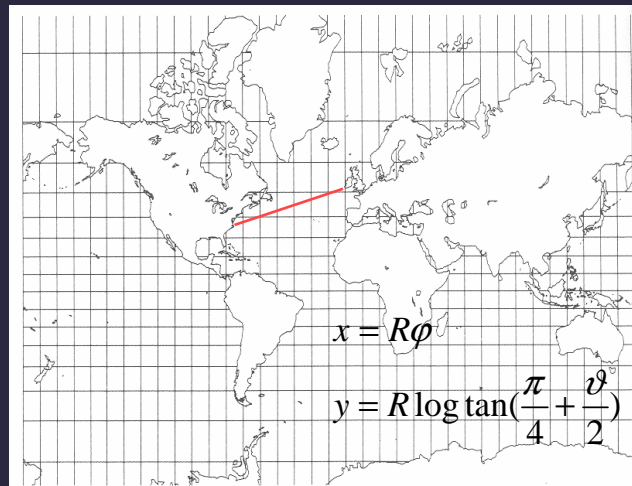 x = Rφ
y = R log tan(π/4 + ϑ/2)